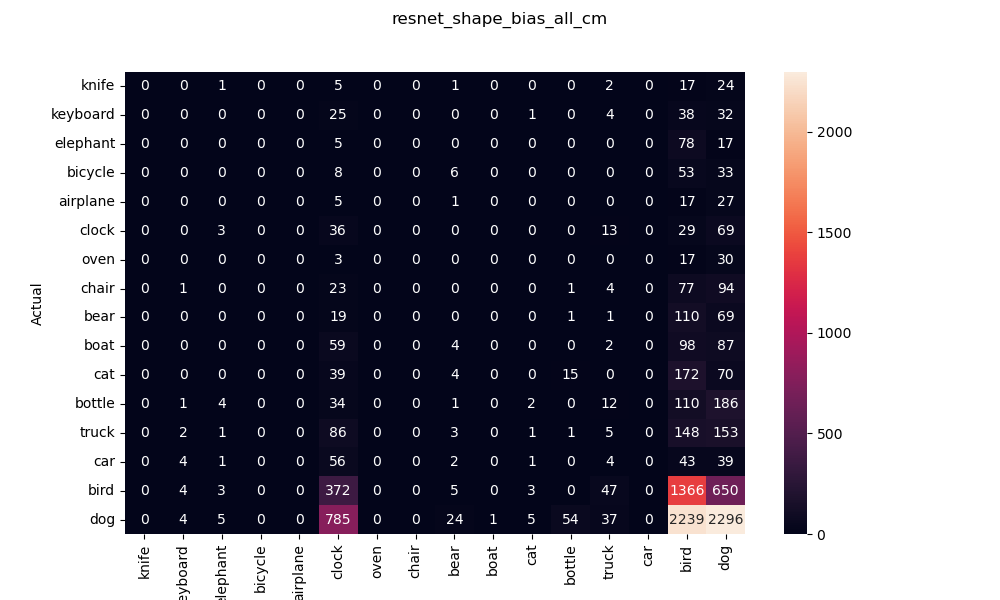 resnet_shape_bias_all_cm
knife 0 0 1 0 0 5 0 0 1 0 0 0 2 0 17 24
keyboard 0 0 0 0 0 25 0 0 0 0 1 0 4 0 38 32
elephant 0 0 0 0 0 5 0 0 0 0 0 0 0 0 78 17
bicycle 0 0 0 0 0 8 0 0 6 0 0 0 0 0 53 33
airplane 0 0 0 0 0 5 0 0 1 0 0 0 0 0 17 27
clock 0 0 3 0 0 36 0 0 0 0 0 0 13 0 29 69
oven 0 0 0 0 0 3 0 0 0 0 0 0 0 0 17 30
chair 0 1 0 0 0 23 0 0 0 0 0 1 4 0 77 94
bear 0 0 0 0 0 19 0 0 0 0 0 1 1 0 110 69
boat 0 0 0 0 0 59 0 0 4 0 0 0 2 0 98 87
cat 0 0 0 0 0 39 0 0 4 0 0 15 0 0 172 70
bottle 0 1 4 0 0 34 0 0 1 0 2 0 12 0 110 186
truck 0 2 1 0 0 86 0 0 3 0 1 1 5 0 148 153
car 0 4 1 0 0 56 0 0 2 0 1 0 4 0 43 39
bird 0 4 3 0 0 372 0 0 5 0 3 0 47 0 1366 650
dog 0 4 5 0 0 785 0 0 24 1 5 54 37 0 2239 2296
Actual
knife
eyboard
lephant
bicycle
airplane
clock
oven
chair
bear
boat
cat
bottle
truck
car
bird
dog
2000
1500
1000
500
0